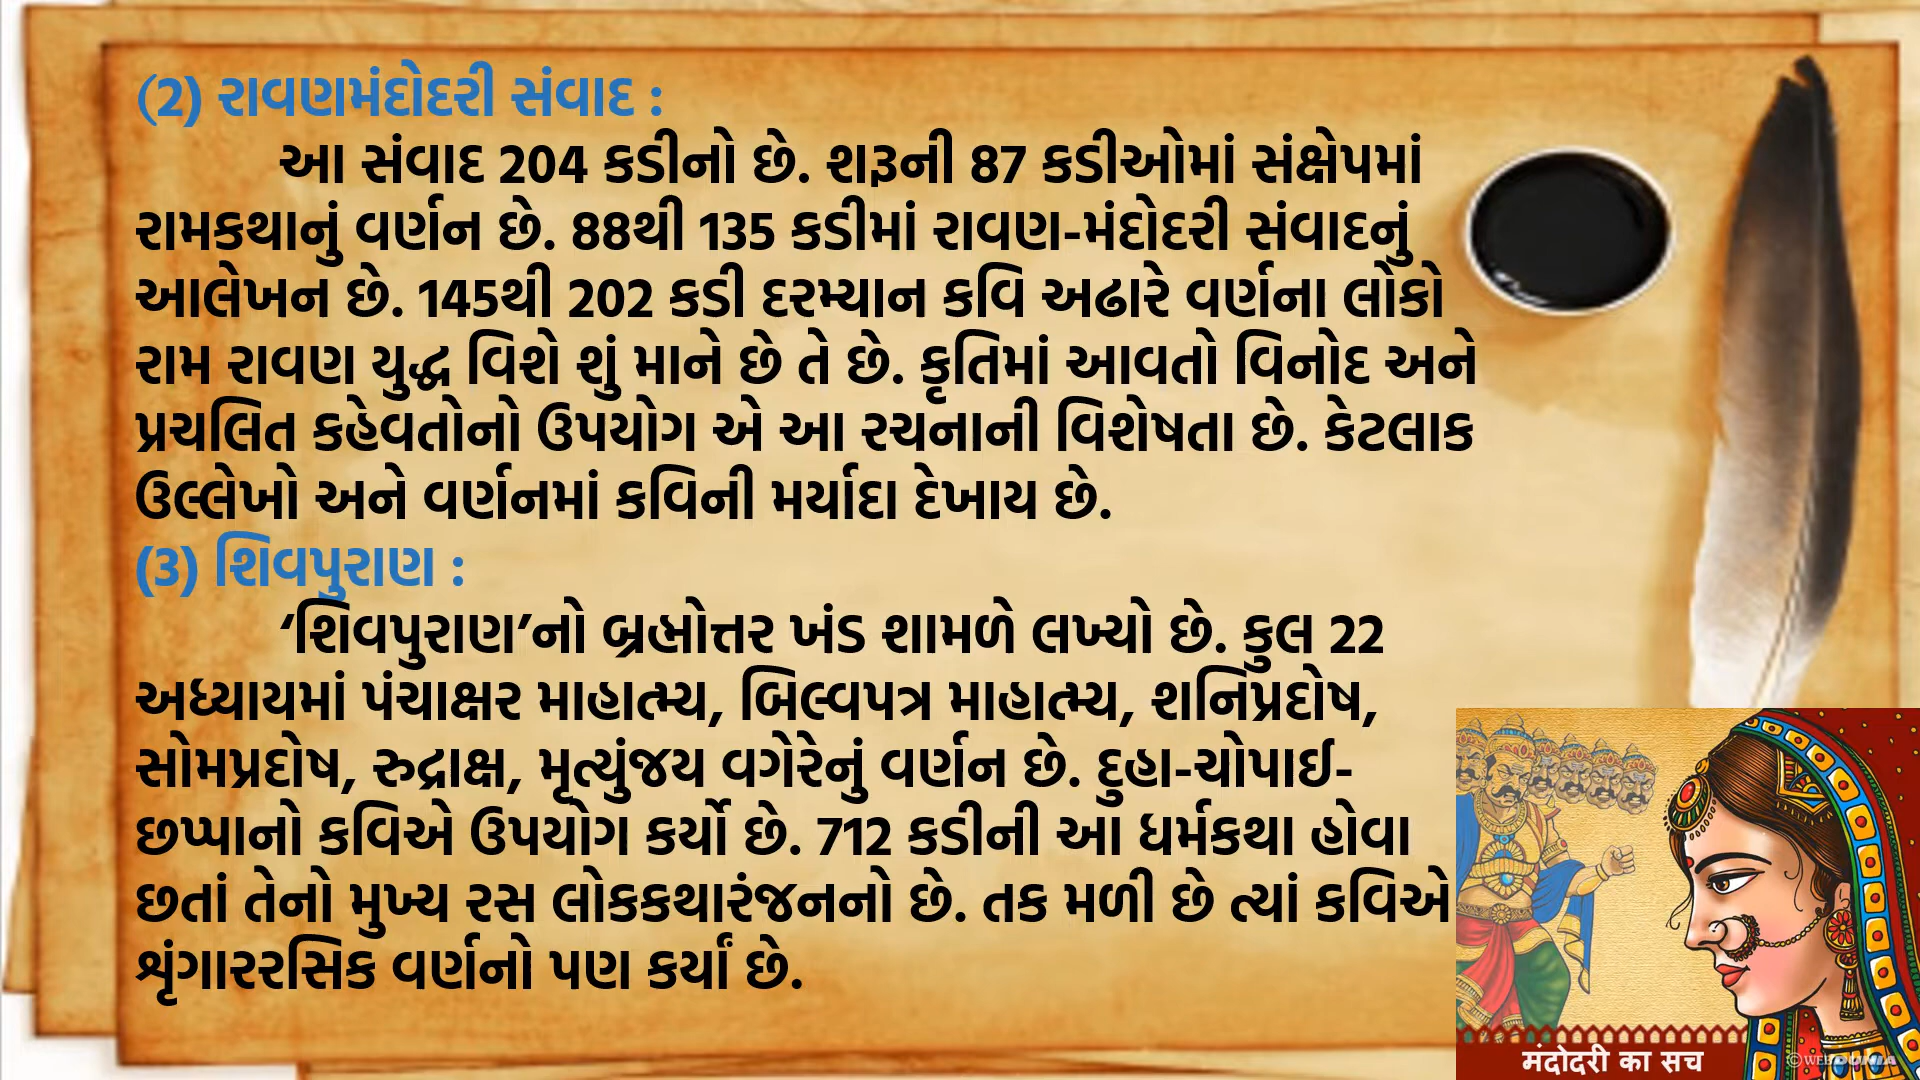 (2) રાવણમંદોદરી સંવાદ :
આ સંવાદ 204 કડીનો છે. શરૂની 87 કડીઓમાં સંક્ષેપમાં
રામકથાનું વર્ણન છે. 88થી 135 કડીમાં રાવણ-મંદોદરી સંવાદનું
આલેખન છે. 145થી 202 કડી દરમ્યાન કવિ અઢારે વર્ણના લોકો
રામ રાવણ યુદ્ધ વિશે શું માને છે તે છે. કૃતિમાં આવતો વિનોદ અને
પ્રચલિત કહેવતોનો ઉપયોગ એ આ રચનાની વિશેષતા છે. કેટલાક
ઉલ્લેખો અને વર્ણનમાં કવિની મર્યાદા દેખાય છે.
(3) શિવપુરાણ :
‘શિવપુરાણ’નો બ્રહ્મોત્તર ખંડ શામળે લખ્યો છે. કુલ 22
અધ્યાયમાં પંચાક્ષર માહાત્મ્ય, બિલ્વપત્ર માહાત્મ્ય, શનિપ્રદોષ,
સોમપ્રદોષ, રુદ્રાક્ષ, મૃત્યુંજય વગેરેનું વર્ણન છે. દુહા-ચોપાઈ-
છપ્પાનો કવિએ ઉપયોગ કર્યો છે. 712 કડીની આ ધર્મકથા હોવા
છતાં તેનો મુખ્ય રસ લોકકથારંજનનો છે. તક મળી છે ત્યાં કવિએ
શૃંગારરસિક વર્ણનો પણ કર્યાં છે.
मंदोदरी का सच
© WEBDUNIA